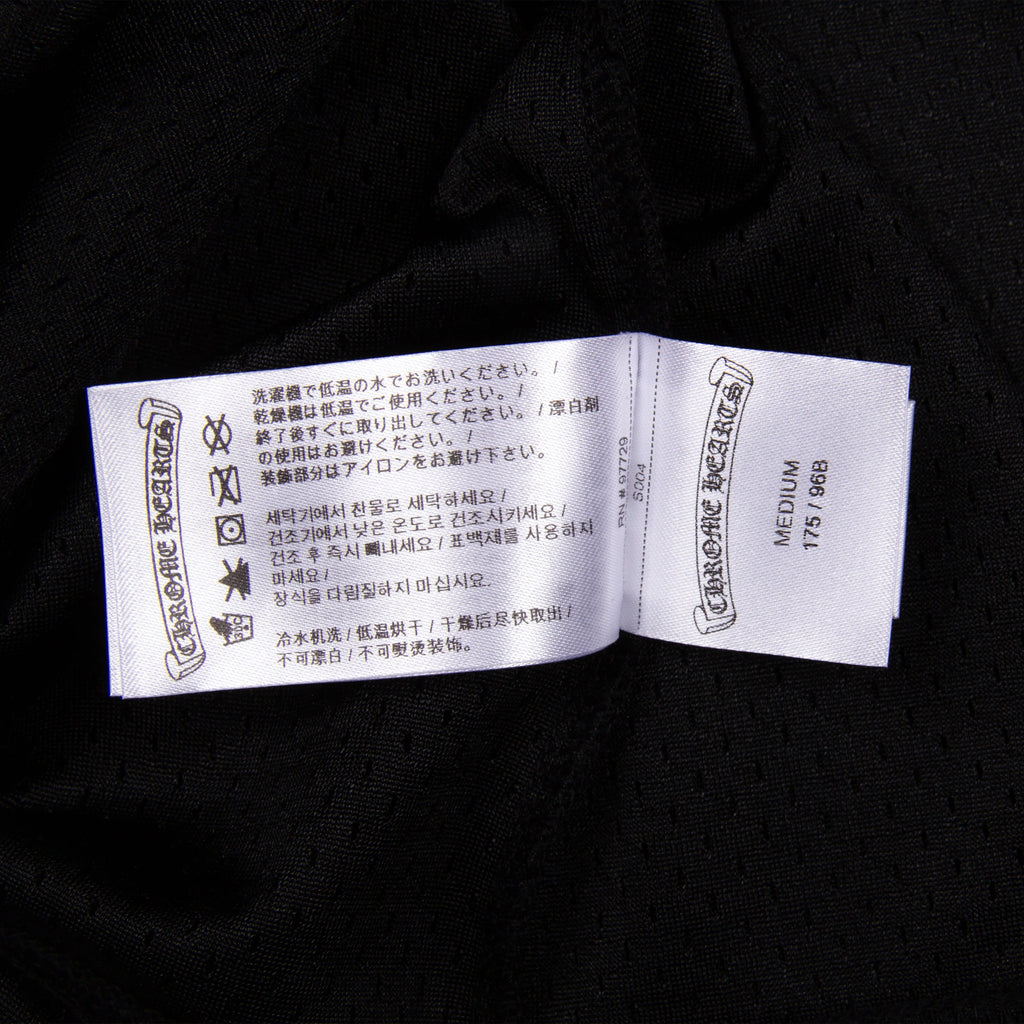 CHROME HEARTS
洗濯機で低温の水でお洗いください。/
乾燥機は低温でご使用ください。/
終了後すぐに取り出してください。/ 漂白剤
の使用はお避けください。/
装飾部分はアイロンをお避け下さい。
세탁기에서 찬물로 세탁하세요 /
건조기에서 낮은 온도로 건조시키세요 /
건조 후 즉시 빼내세요 / 표백재를 사용하지
마세요 /
장식을 다림질하지 마십시요.
冷水机洗 / 低温烘干 / 干燥后尽快取出 /
不可漂白 / 不可熨烫装饰。
RN # 97729
S004
CHROME HEARTS
MEDIUM
175 / 96B